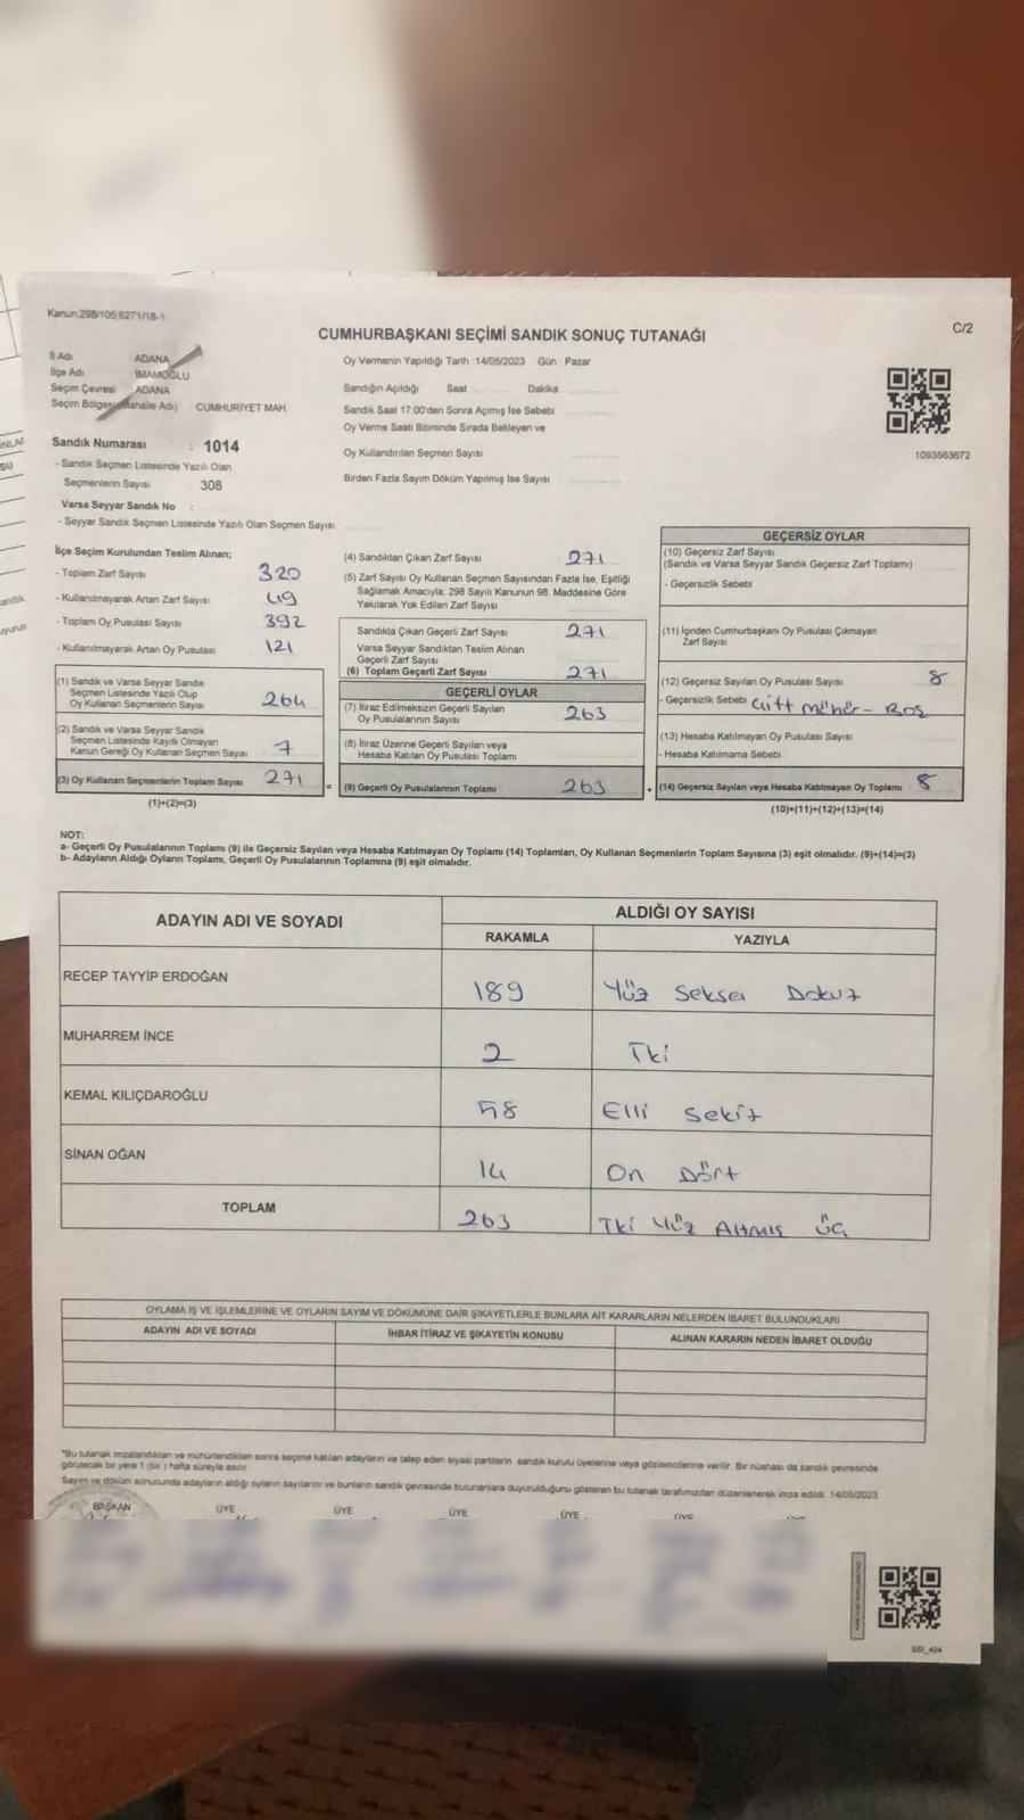 Kanun:298/105;6271/18-1
C/2
CUMHURBAŞKANI SEÇİMİ SANDIK SONUÇ TUTANAĞI
İl Adı ADANA
İlçe Adı İMAMOĞLU
Seçim Çevresi ADANA
Seçim Bölgesi Mahalle Adı) CUMHURİYET MAH.
Sandık Numarası : 1014
- Sandık Seçmen Listesinde Yazılı Olan
Seçmenlerin Sayısı 308
Varsa Seyyar Sandık No :
- Seyyar Sandık Seçmen Listesinde Yazılı Olan Seçmen Sayısı
Oy Vermenin Yapıldığı Tarih :14/05/2023 Gün Pazar
Sandığın Açıldığı Saat Dakika
Sandık Saat 17:00'den Sonra Açılmış İse Sebebi
Oy Verme Saati Bitiminde Sırada Bekleyen ve
Oy Kullandırılan Seçmen Sayısı
Birden Fazla Sayım Döküm Yapılmış İse Sayısı
1093563672
İlçe Seçim Kurulundan Teslim Alınan;
- Toplam Zarf Sayısı 320
- Kullanılmayarak Artan Zarf Sayısı 49
- Toplam Oy Pusulası Sayısı 392
- Kullanılmayarak Artan Oy Pusulası 121
(1) Sandık ve Varsa Seyyar Sandık
Seçmen Listesinde Yazılı Olup
Oy Kullanan Seçmenlerin Sayısı 264
(2) Sandık ve Varsa Seyyar Sandık
Seçmen Listesinde Kayıtlı Olmayan
Kanun Gereği Oy Kullanan Seçmen Sayısı 7
(3) Oy Kullanan Seçmenlerin Toplam Sayısı 271
(1)+(2)=(3)
(4) Sandıktan Çıkan Zarf Sayısı 271
(5) Zarf Sayısı Oy Kullanan Seçmen Sayısından Fazla İse, Eşitliği
Sağlamak Amacıyla; 298 Sayılı Kanunun 98. Maddesine Göre
Yakılarak Yok Edilen Zarf Sayısı
Sandıkta Çıkan Geçerli Zarf Sayısı 271
Varsa Seyyar Sandıktan Teslim Alınan
Geçerli Zarf Sayısı
(6) Toplam Geçerli Zarf Sayısı 271
GEÇERLİ OYLAR
(7) İtiraz Edilmeksizin Geçerli Sayılan
Oy Pusulalarının Sayısı 263
(8) İtiraz Üzerine Geçerli Sayılan veya
Hesaba Katılan Oy Pusulası Toplamı
= (9) Geçerli Oy Pusulalarının Toplamı 263
GEÇERSİZ OYLAR
(10) Geçersiz Zarf Sayısı
(Sandık ve Varsa Seyyar Sandık Geçersiz Zarf Toplamı)
- Geçersizlik Sebebi
(11) İçinden Cumhurbaşkanı Oy Pusulası Çıkmayan
Zarf Sayısı
(12) Geçersiz Sayılan Oy Pusulası Sayısı 8
- Geçersizlik Sebebi Çift mühür - Boş
(13) Hesaba Katılmayan Oy Pusulası Sayısı
- Hesaba Katılmama Sebebi
+ (14) Geçersiz Sayılan veya Hesaba Katılmayan Oy Toplamı 8
(10)+(11)+(12)+(13)=(14)
NOT:
a- Geçerli Oy Pusulalarının Toplamı (9) ile Geçersiz Sayılan veya Hesaba Katılmayan Oy Toplamı (14) Toplamları, Oy Kullanan Seçmenlerin Toplam Sayısına (3) eşit olmalıdır. (9)+(14)=(3)
b- Adayların Aldığı Oyların Toplamı, Geçerli Oy Pusulalarının Toplamına (9) eşit olmalıdır.
ADAYIN ADI VE SOYADI ALDIĞI OY SAYISI
RAKAMLA YAZIYLA
RECEP TAYYİP ERDOĞAN 189 Yüz Seksen Dokuz
MUHARREM İNCE 2 İki
KEMAL KILIÇDAROĞLU 58 Elli Sekiz
SİNAN OĞAN 14 On Dört
TOPLAM 263 İki Yüz Altmış üç
OYLAMA İŞ VE İŞLEMLERİNE VE OYLARIN SAYIM VE DÖKÜMÜNE DAİR ŞİKAYETLERLE BUNLARA AİT KARARLARIN NELERDEN İBARET BULUNDUKLARI
ADAYIN ADI VE SOYADI İHBAR İTİRAZ VE ŞİKAYETİN KONUSU ALINAN KARARIN NEDEN İBARET OLDUĞU
"Bu tutanak imzalandıktan ve mühürlendikten sonra seçime katılan adayların ve talep eden siyasi partilerin sandık kurulu üyelerine veya gözlemcilerine verilir. Bir nüshası da sandık çevresinde
görülecek bir yere 1 (bir ) hafta süreyle asılır.
Sayım ve döküm sonucunda adayların aldığı oyların sayılarını ve bunların sandık çevresinde bulunanlara duyurulduğunu gösteren bu tutanak tarafımızdan düzenlenerek imza edildi. 14/05/2023
BAŞKAN ÜYE ÜYE ÜYE ÜYE ÜYE